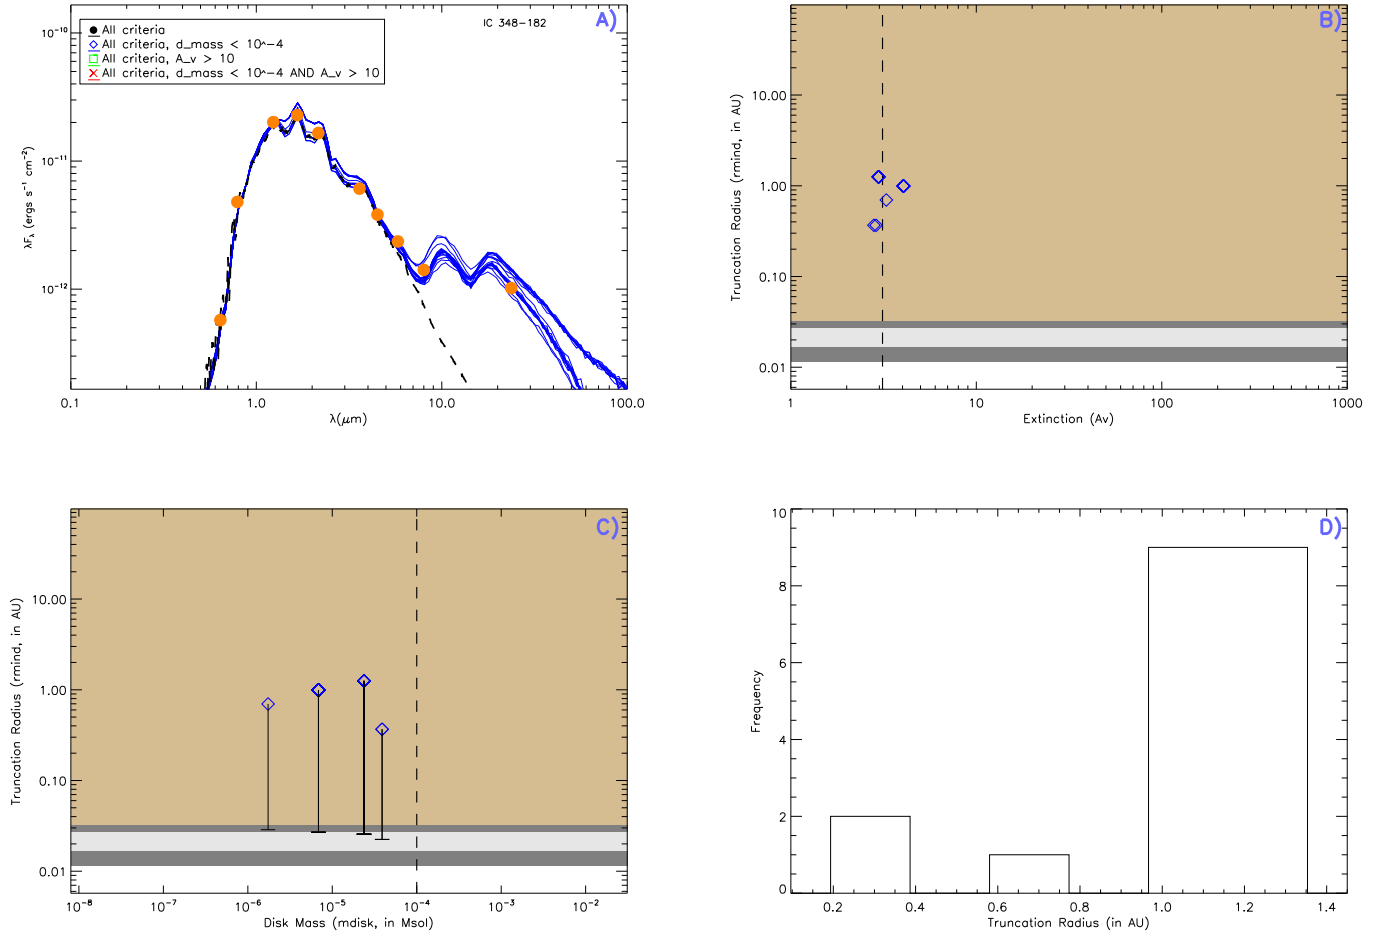 A)
IC 348-182
All criteria
All criteria, d_mass < 10^-4
All criteria, A_v > 10
All criteria, d_mass < 10^-4 AND A_v > 10
10⁻¹⁰
10⁻¹¹
10⁻¹²
λFλ (ergs s⁻¹ cm⁻²)
0.1
1.0
10.0
100.0
λ(μm)
B)
10.00
1.00
0.10
0.01
Truncation Radius (rmind, in AU)
1
10
100
1000
Extinction (Av)
C)
10.00
1.00
0.10
0.01
Truncation Radius (rmind, in AU)
10⁻⁸
10⁻⁷
10⁻⁶
10⁻⁵
10⁻⁴
10⁻³
10⁻²
Disk Mass (mdisk, in Msol)
D)
10
8
6
4
2
0
Frequency
0.2
0.4
0.6
0.8
1.0
1.2
1.4
Truncation Radius (in AU)